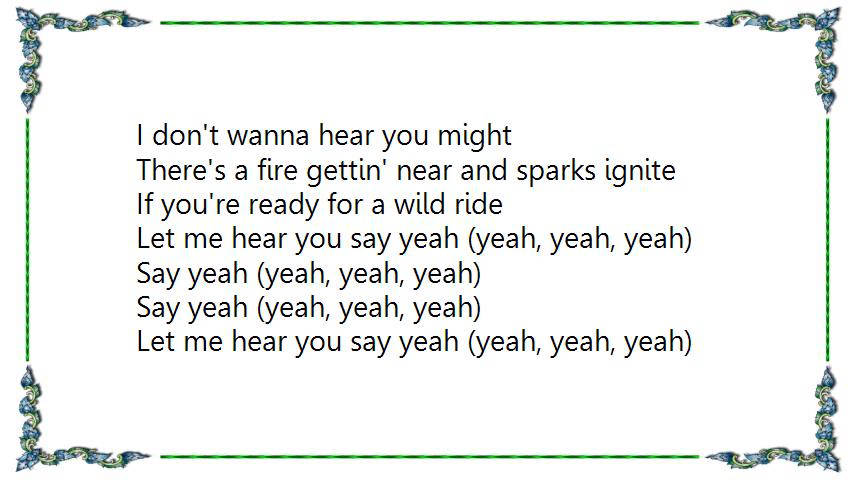 I don't wanna hear you might
There's a fire gettin' near and sparks ignite
If you're ready for a wild ride
Let me hear you say yeah (yeah, yeah, yeah)
Say yeah (yeah, yeah, yeah)
Say yeah (yeah, yeah, yeah)
Let me hear you say yeah (yeah, yeah, yeah)